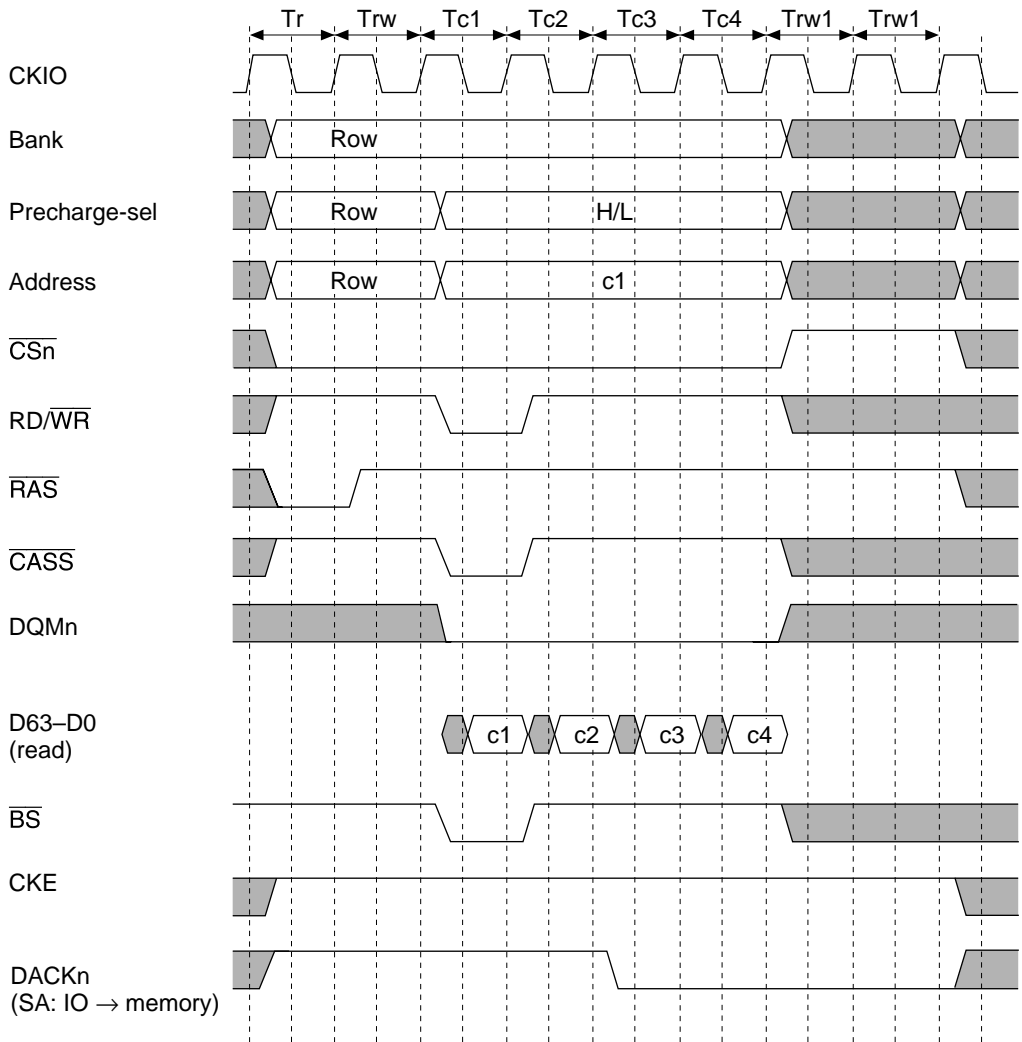 Tr Trw Tc1 Tc2 Tc3 Tc4 Trw1 Trw1
CKIO
Bank Row
Precharge-sel Row H/L
Address Row c1
CSn
RD/WR
RAS
CASS
DQMn
D63–D0 c1 c2 c3 c4
(read)
BS
CKE
DACKn
(SA: IO → memory)